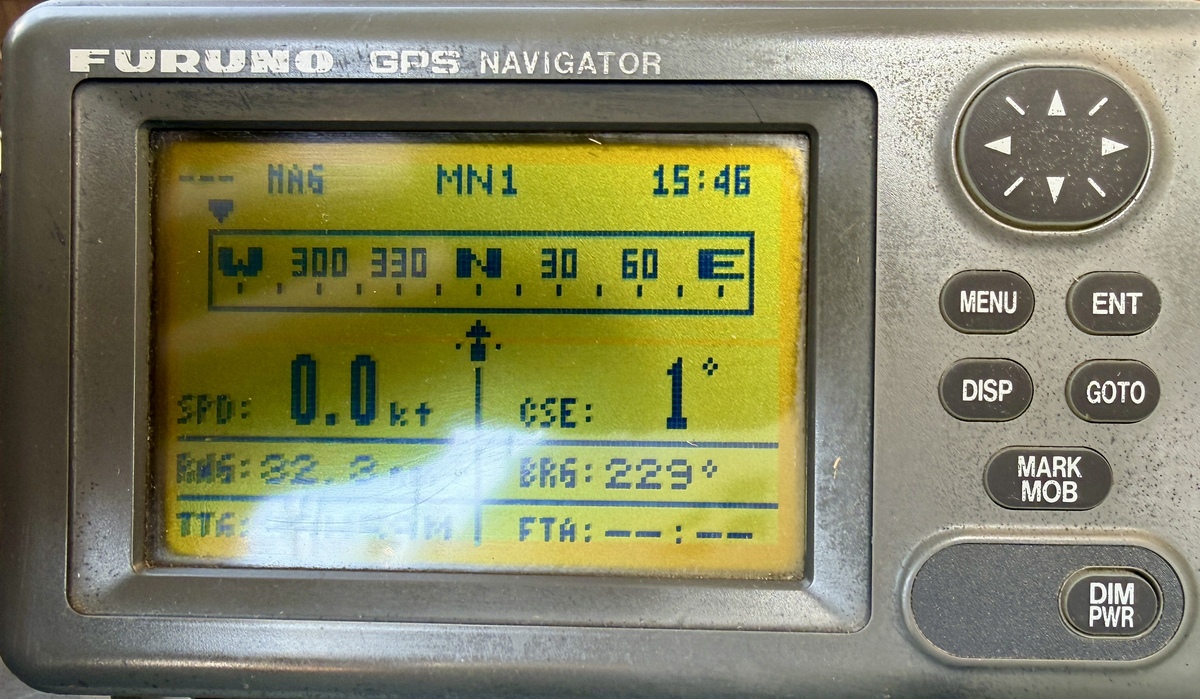 FURUNO GPS NAVIGATOR
--- MAG MN1 15:46
W 300 330 N 30 60 E
SPD: 0.0 kt CSE: 1°
RNG: BRG: 229°
TTG: ETA: --:--
MENU ENT
DISP GOTO
MARK
MOB
DIM
PWR